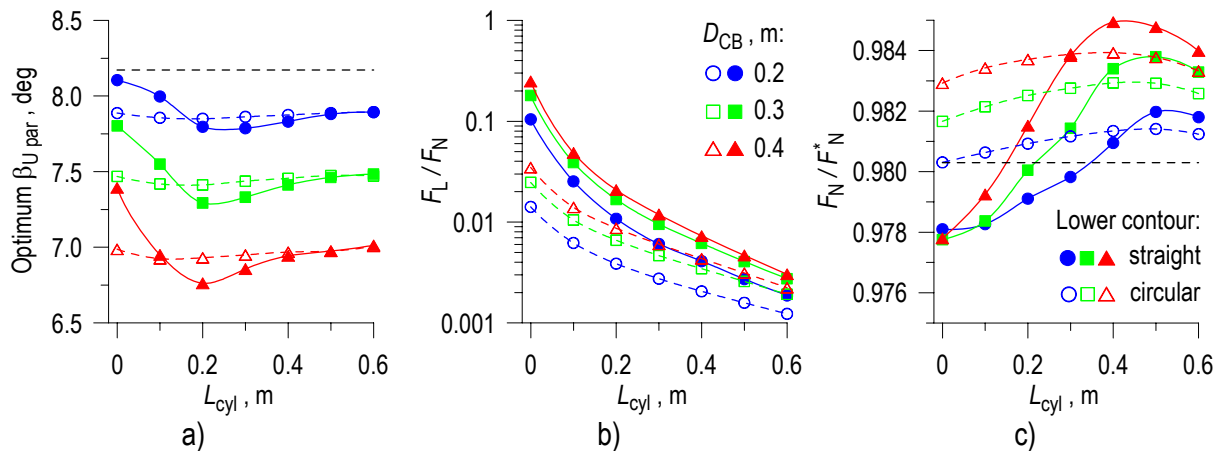 8.5
8.0
7.5
7.0
6.5
Optimum βU par , deg
0 0.2 0.4 0.6
Lcyl , m
a)
1
0.1
0.01
0.001
FL / FN
DCB, m:
0.2
0.3
0.4
0 0.2 0.4 0.6
Lcyl , m
b)
0.984
0.982
0.980
0.978
0.976
FN / F*N
Lower contour:
straight
circular
0 0.2 0.4 0.6
Lcyl , m
c)